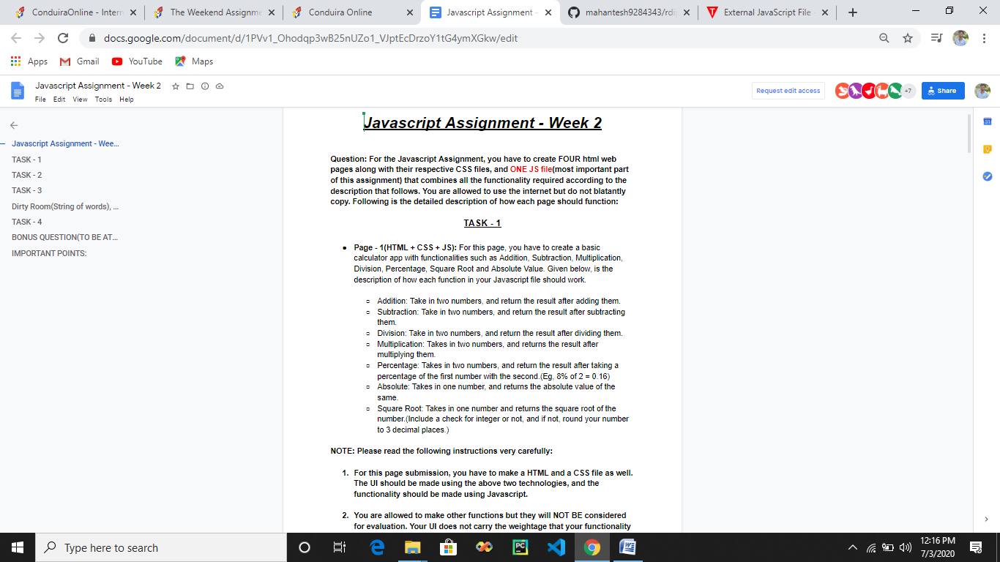 ConduiraOnline - Intern
The Weekend Assignme
Conduira Online
Javascript Assignment -
mahantesh9284343/rdi
External JavaScript File -
docs.google.com/document/d/1PVv1_Ohodqp3wB25nUZo1_VJptEcDrzoY1tG4ymXGkw/edit
Apps Gmail YouTube Maps
Javascript Assignment - Week 2
File Edit View Tools Help
Request edit access
+7
Share
Javascript Assignment - Wee...
TASK - 1
TASK - 2
TASK - 3
Dirty Room(String of words), ...
TASK - 4
BONUS QUESTION(TO BE AT...
IMPORTANT POINTS:
Javascript Assignment - Week 2
Question: For the Javascript Assignment, you have to create FOUR html web
pages along with their respective CSS files, and ONE JS file(most important part
of this assignment) that combines all the functionality required according to the
description that follows. You are allowed to use the internet but do not blatantly
copy. Following is the detailed description of how each page should function:
TASK - 1
● Page - 1(HTML + CSS + JS): For this page, you have to create a basic
calculator app with functionalities such as Addition, Subtraction, Multiplication,
Division, Percentage, Square Root and Absolute Value. Given below, is the
description of how each function in your Javascript file should work.
○ Addition: Take in two numbers, and return the result after adding them.
○ Subtraction: Take in two numbers, and return the result after subtracting
them.
○ Division: Take in two numbers, and return the result after dividing them.
○ Multiplication: Takes in two numbers, and returns the result after
multiplying them.
○ Percentage: Takes in two numbers, and return the result after taking a
percentage of the first number with the second.(Eg, 8% of 2 = 0.16)
○ Absolute: Takes in one number, and returns the absolute value of the
same.
○ Square Root: Takes in one number and returns the square root of the
number.(Include a check for integer or not, and if not, round your number
to 3 decimal places.)
NOTE: Please read the following instructions very carefully:
1. For this page submission, you have to make a HTML and a CSS file as well.
The UI should be made using the above two technologies, and the
functionality should be made using Javascript.
2. You are allowed to make other functions but they will NOT BE considered
for evaluation. Your UI does not carry the weightage that your functionality
31
Type here to search
PC
12:16 PM
7/3/2020